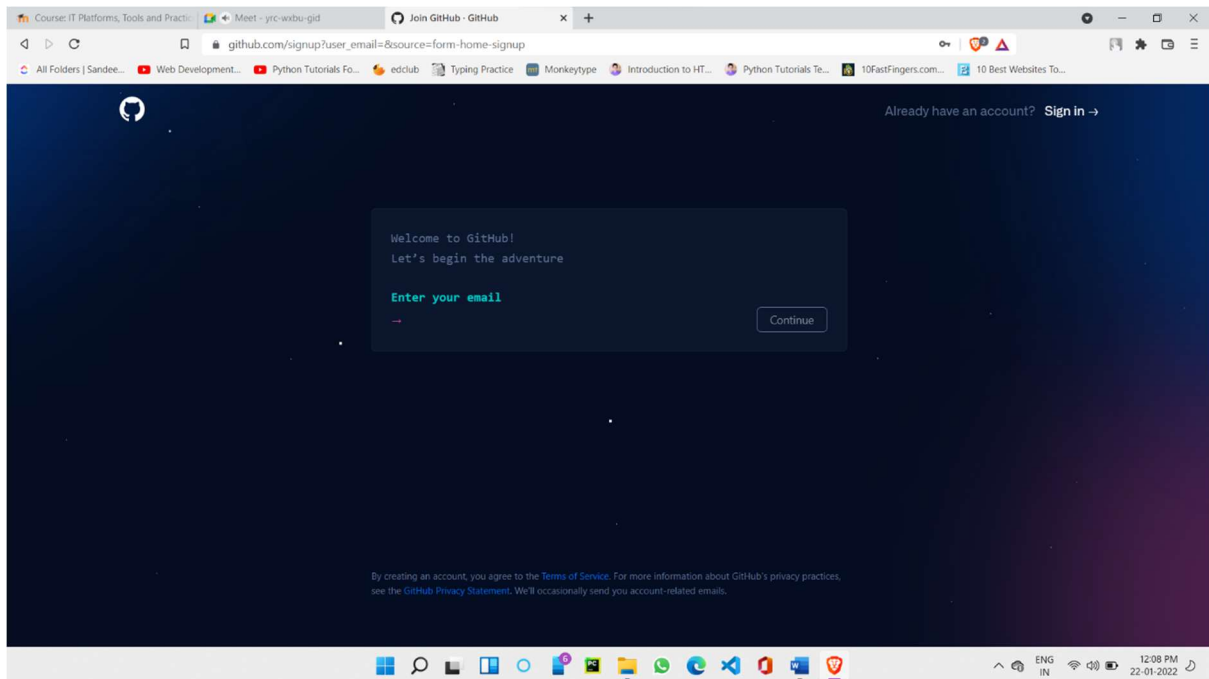 Course: IT Platforms, Tools and Practic
Meet - yrc-wxbu-gid
Join GitHub · GitHub
github.com/signup?user_email=&source=form-home-signup
All Folders | Sandee...
Web Development...
Python Tutorials Fo...
edclub
Typing Practice
mt
Monkeytype
Introduction to HT...
Python Tutorials Te...
10FastFingers.com...
10 Best Websites To...
Already have an account? Sign in →
Welcome to GitHub!
Let's begin the adventure
Enter your email
→
Continue
By creating an account, you agree to the Terms of Service. For more information about GitHub's privacy practices,
see the GitHub Privacy Statement. We'll occasionally send you account-related emails.
6
PC
ENG
IN
12:08 PM
22-01-2022